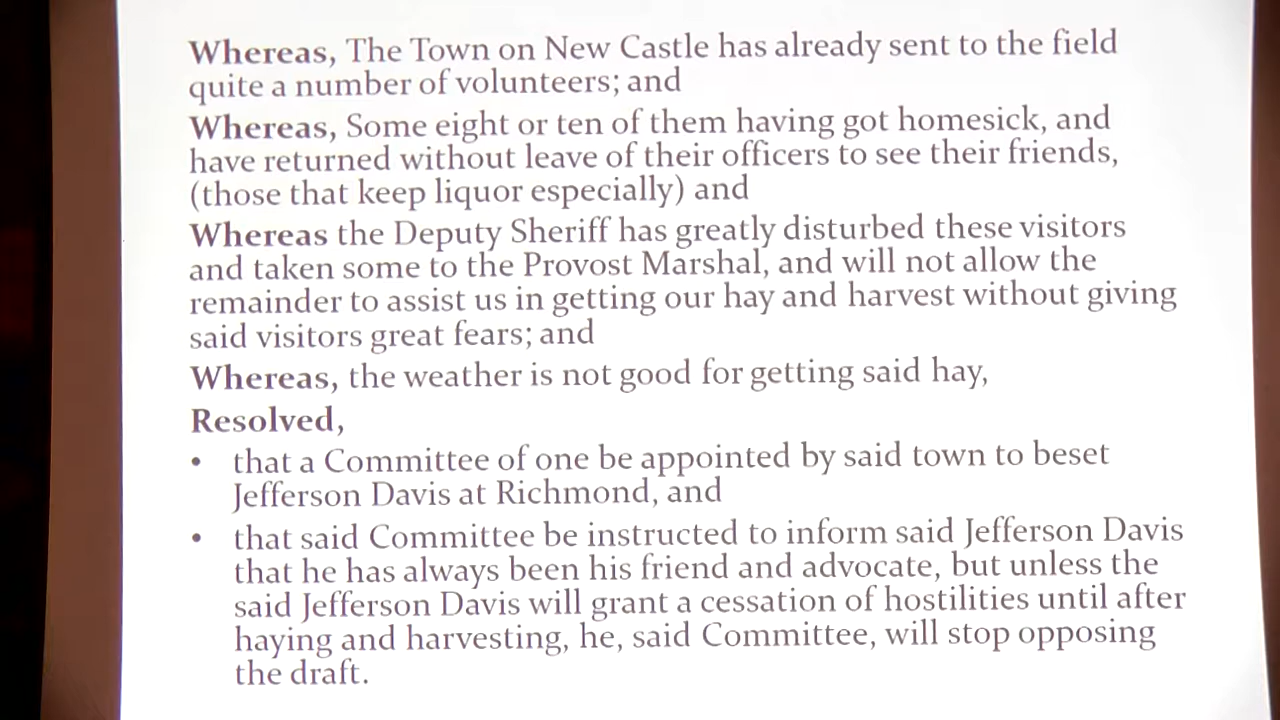 Whereas, The Town on New Castle has already sent to the field
quite a number of volunteers; and
Whereas, Some eight or ten of them having got homesick, and
have returned without leave of their officers to see their friends,
(those that keep liquor especially) and
Whereas the Deputy Sheriff has greatly disturbed these visitors
and taken some to the Provost Marshal, and will not allow the
remainder to assist us in getting our hay and harvest without giving
said visitors great fears; and
Whereas, the weather is not good for getting said hay,
Resolved,
• that a Committee of one be appointed by said town to beset
Jefferson Davis at Richmond, and
• that said Committee be instructed to inform said Jefferson Davis
that he has always been his friend and advocate, but unless the
said Jefferson Davis will grant a cessation of hostilities until after
haying and harvesting, he, said Committee, will stop opposing
the draft.